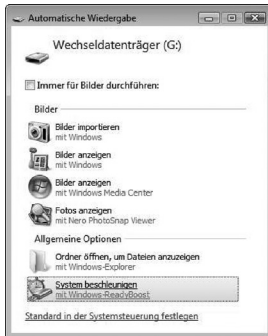 Automatische Wiedergabe
Wechseldatenträger (G:)
Immer für Bilder durchführen:
Bilder
Bilder importieren
mit Windows
Bilder anzeigen
mit Windows
Bilder anzeigen
mit Windows Media Center
Fotos anzeigen
mit Nero PhotoSnap Viewer
Allgemeine Optionen
Ordner öffnen, um Dateien anzuzeigen
mit Windows-Explorer
System beschleunigen
mit Windows-ReadyBoost
Standard in der Systemsteuerung festlegen